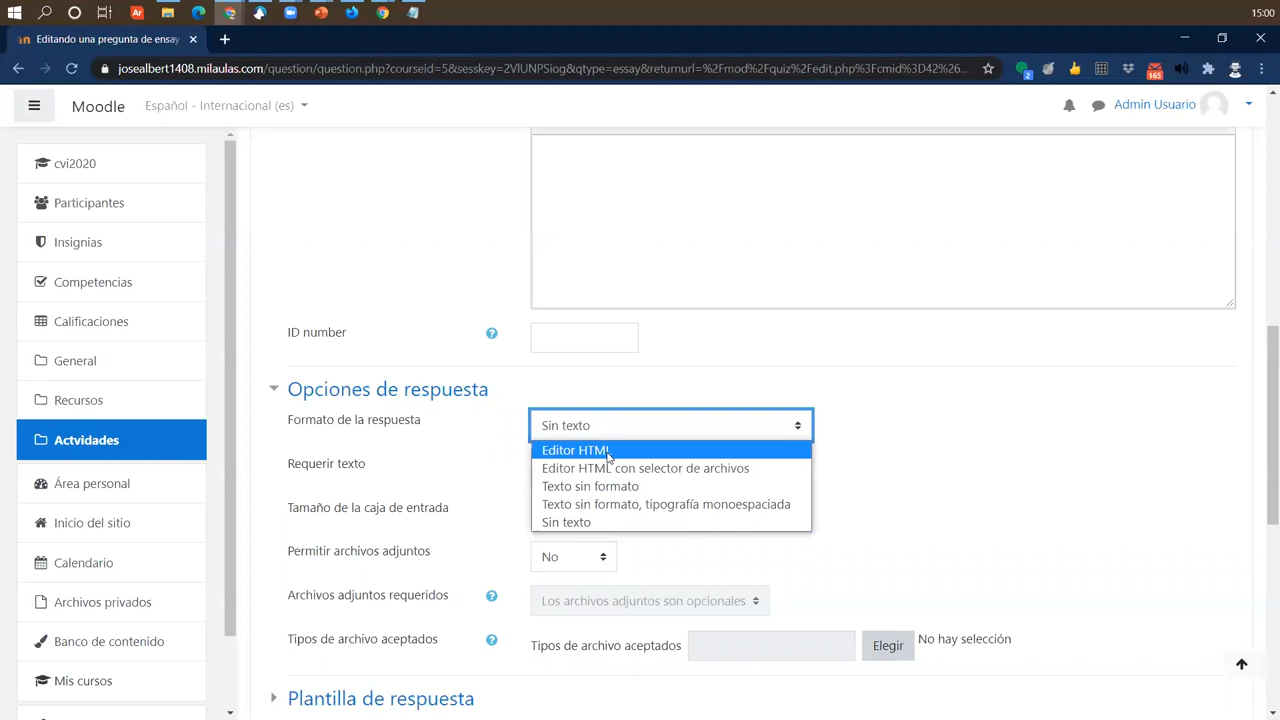 15:00
Editando una pregunta de ensay
josealbert1408.milaulas.com/question/question.php?courseid=5&sesskey=2VlUNPSiog&qtype=essay&returnurl=%2Fmod%2Fquiz%2Fedit.php%3Fcmid%3D42%26...
2
165
Moodle
Español - Internacional (es)
Admin Usuario
cvi2020
Participantes
Insignias
Competencias
Calificaciones
General
Recursos
Actvidades
Área personal
Inicio del sitio
Calendario
Archivos privados
Banco de contenido
Mis cursos
ID number
Opciones de respuesta
Formato de la respuesta
Sin texto
Editor HTML
Editor HTML con selector de archivos
Texto sin formato
Texto sin formato, tipografía monoespaciada
Sin texto
Requerir texto
Tamaño de la caja de entrada
Permitir archivos adjuntos
No
Archivos adjuntos requeridos
Los archivos adjuntos son opcionales
Tipos de archivo aceptados
Tipos de archivo aceptados
Elegir
No hay selección
Plantilla de respuesta